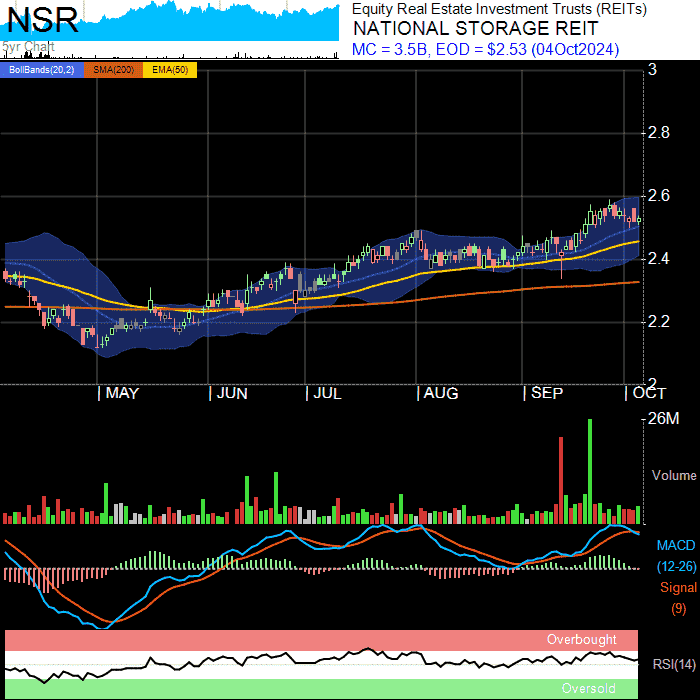 NSR
5yr Chart
Equity Real Estate Investment Trusts (REITs)
NATIONAL STORAGE REIT
MC = 3.5B, EOD = $2.53 (04Oct2024)
BollBands(20,2) SMA(200) EMA(50)
3
2.8
2.6
2.4
2.2
2
MAY JUN JUL AUG SEP OCT
26M
Volume
MACD
(12-26)
Signal
(9)
Overbought
RSI(14)
Oversold